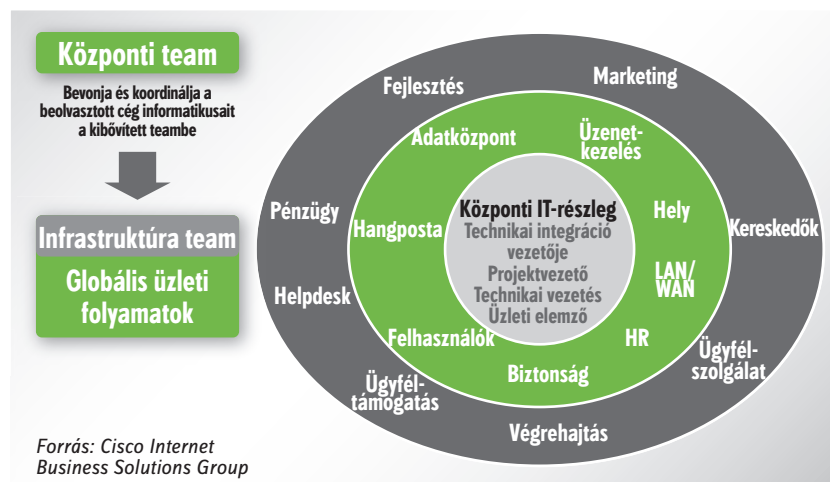 Központi team
Bevonja és koordinálja a
beolvasztott cég informatikusait
a kibővített teambe
Infrastruktúra team
Globális üzleti
folyamatok
Forrás: Cisco Internet
Business Solutions Group
Fejlesztés
Marketing
Pénzügy
Kereskedők
Helpdesk
Ügyfél-
szolgálat
Ügyfél-
támogatás
Végrehajtás
Adatközpont
Üzenet-
kezelés
Hangposta
Hely
LAN/
WAN
Felhasználók
HR
Biztonság
Központi IT-részleg
Technikai integráció
vezetője
Projektvezető
Technikai vezetés
Üzleti elemző